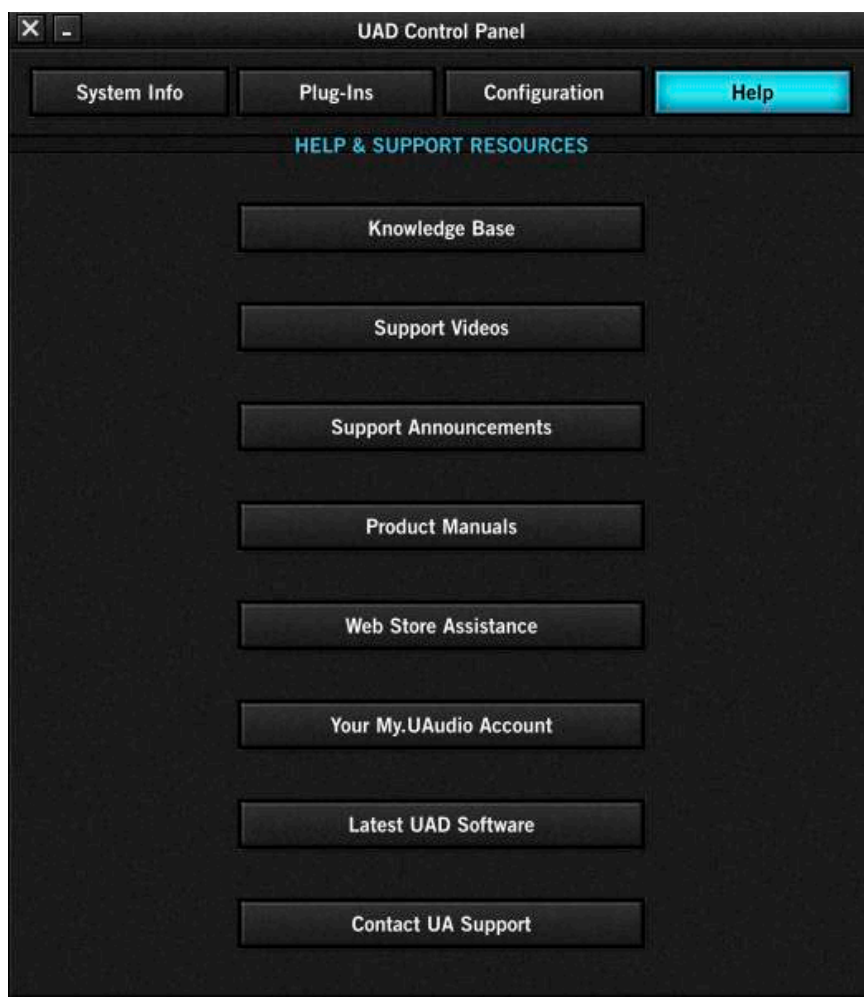 UAD Control Panel
System Info Plug-Ins Configuration Help
HELP & SUPPORT RESOURCES
Knowledge Base
Support Videos
Support Announcements
Product Manuals
Web Store Assistance
Your My.UAudio Account
Latest UAD Software
Contact UA Support